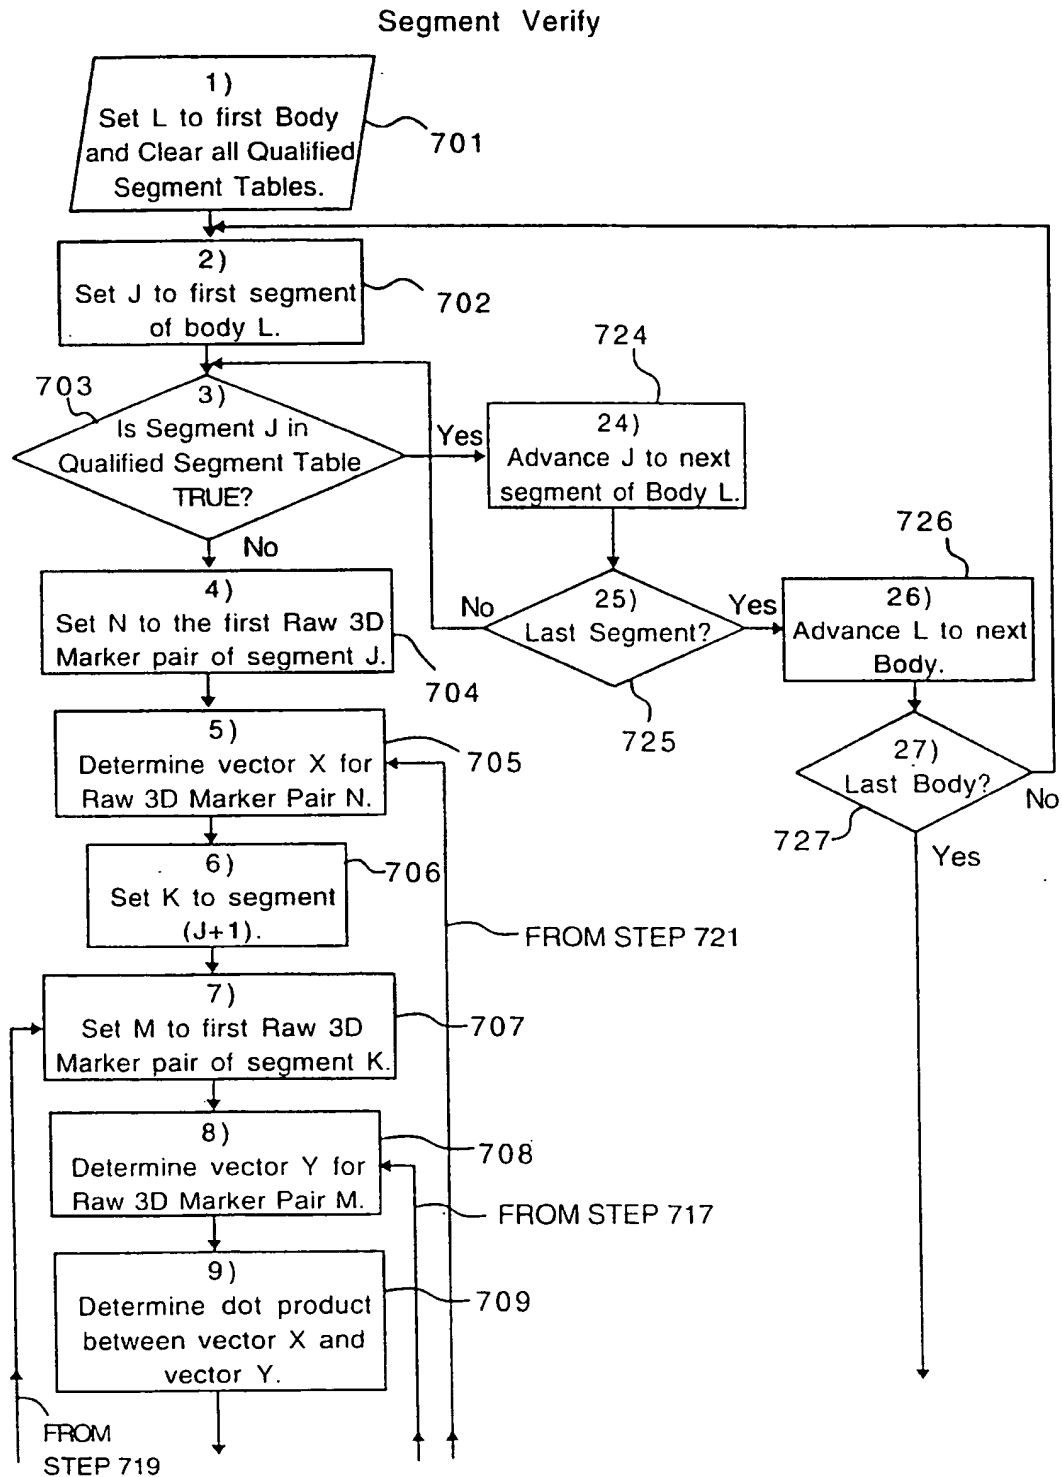 Segment Verify
1)
Set L to first Body
and Clear all Qualified
Segment Tables.
701
2)
Set J to first segment
of body L.
702
703
3)
Is Segment J in
Qualified Segment Table
TRUE?
Yes
No
724
24)
Advance J to next
segment of Body L.
4)
Set N to the first Raw 3D
Marker pair of segment J.
704
No
25)
Last Segment?
Yes
725
726
26)
Advance L to next
Body.
5)
Determine vector X for
Raw 3D Marker Pair N.
705
27)
Last Body?
No
727
Yes
6)
Set K to segment
(J+1).
706
FROM STEP 721
7)
Set M to first Raw 3D
Marker pair of segment K.
707
8)
Determine vector Y for
Raw 3D Marker Pair M.
708
FROM STEP 717
9)
Determine dot product
between vector X and
vector Y.
709
FROM
STEP 719